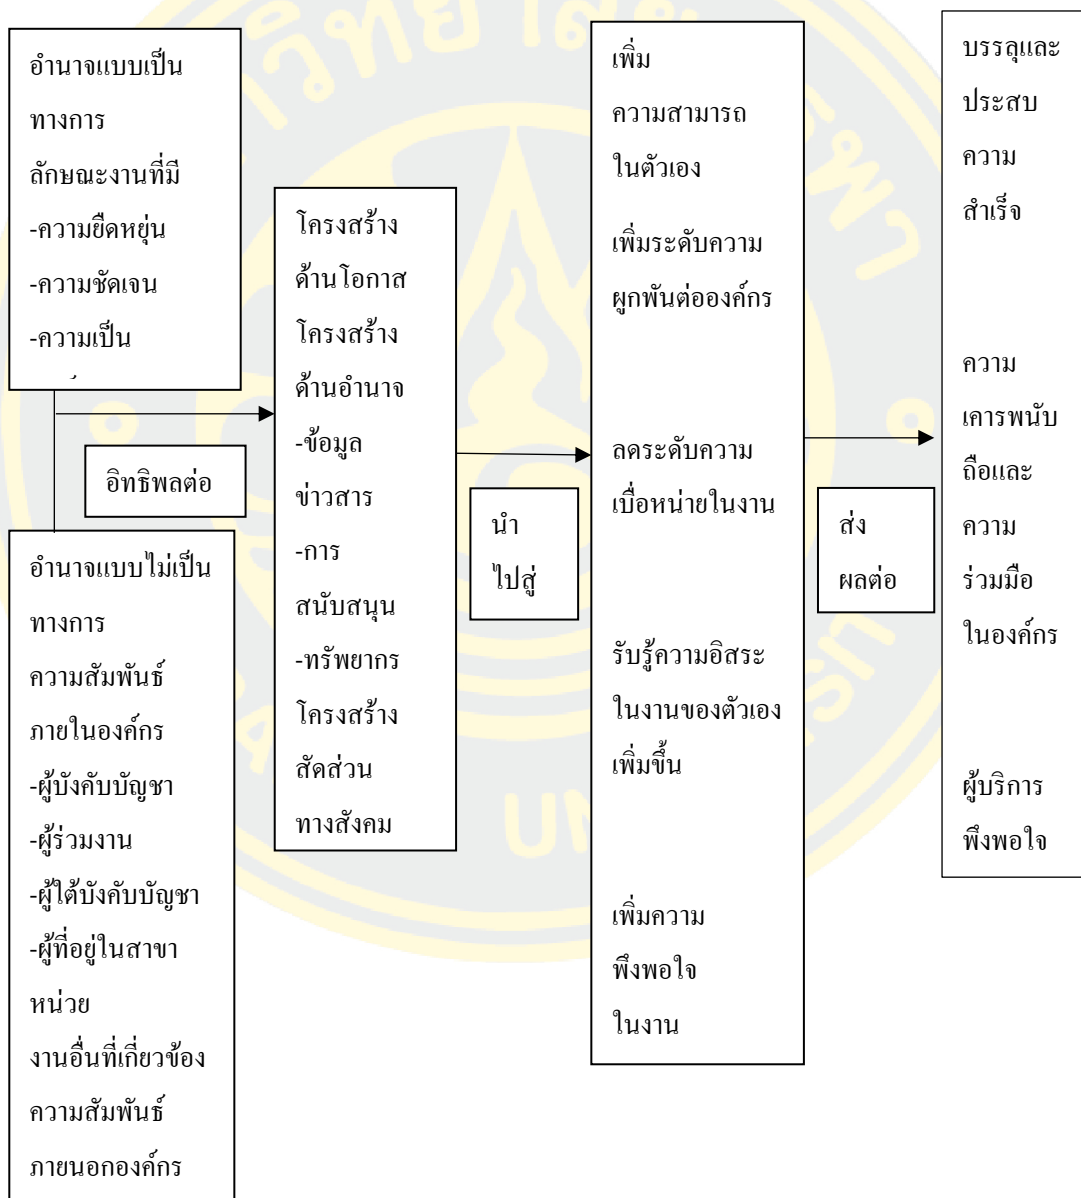 อำนาจแบบเป็น
ทางการ
ลักษณะงานที่มี
-ความยืดหยุ่น
-ความชัดเจน
-ความเป็น
อิทธิพลต่อ
อำนาจแบบไม่เป็น
ทางการ
ความสัมพันธ์
ภายในองค์กร
-ผู้บังคับบัญชา
-ผู้ร่วมงาน
-ผู้ใต้บังคับบัญชา
-ผู้ที่อยู่ในสาขา
หน่วย
งานอื่นที่เกี่ยวข้อง
ความสัมพันธ์
ภายนอกองค์กร
โครงสร้าง
ด้านโอกาส
โครงสร้าง
ด้านอำนาจ
-ข้อมูล
ข่าวสาร
-การ
สนับสนุน
-ทรัพยากร
โครงสร้าง
สัดส่วน
ทางสังคม
นำ
ไปสู่
เพิ่ม
ความสามารถ
ในตัวเอง
เพิ่มระดับความ
ผูกพันต่อองค์กร
ลดระดับความ
เบื่อหน่ายในงาน
รับรู้ความอิสระ
ในงานของตัวเอง
เพิ่มขึ้น
เพิ่มความ
พึงพอใจ
ในงาน
ส่ง
ผลต่อ
บรรลุและ
ประสบ
ความ
สำเร็จ
ความ
เคารพนับ
ถือและ
ความ
ร่วมมือ
ในองค์กร
ผู้บริการ
พึงพอใจ